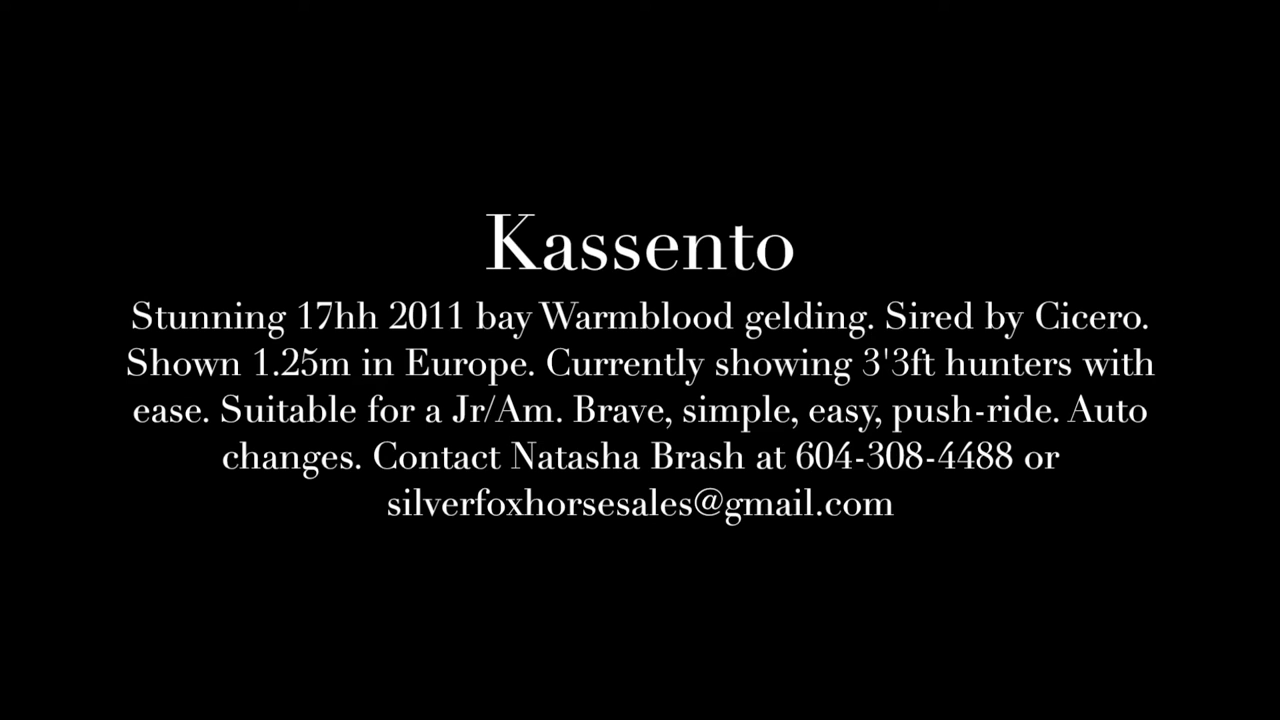 Kassento
Stunning 17hh 2011 bay Warmblood gelding. Sired by Cicero.
Shown 1.25m in Europe. Currently showing 3'3ft hunters with
ease. Suitable for a Jr/Am. Brave, simple, easy, push-ride. Auto
changes. Contact Natasha Brash at 604-308-4488 or
silverfoxhorsesales@gmail.com